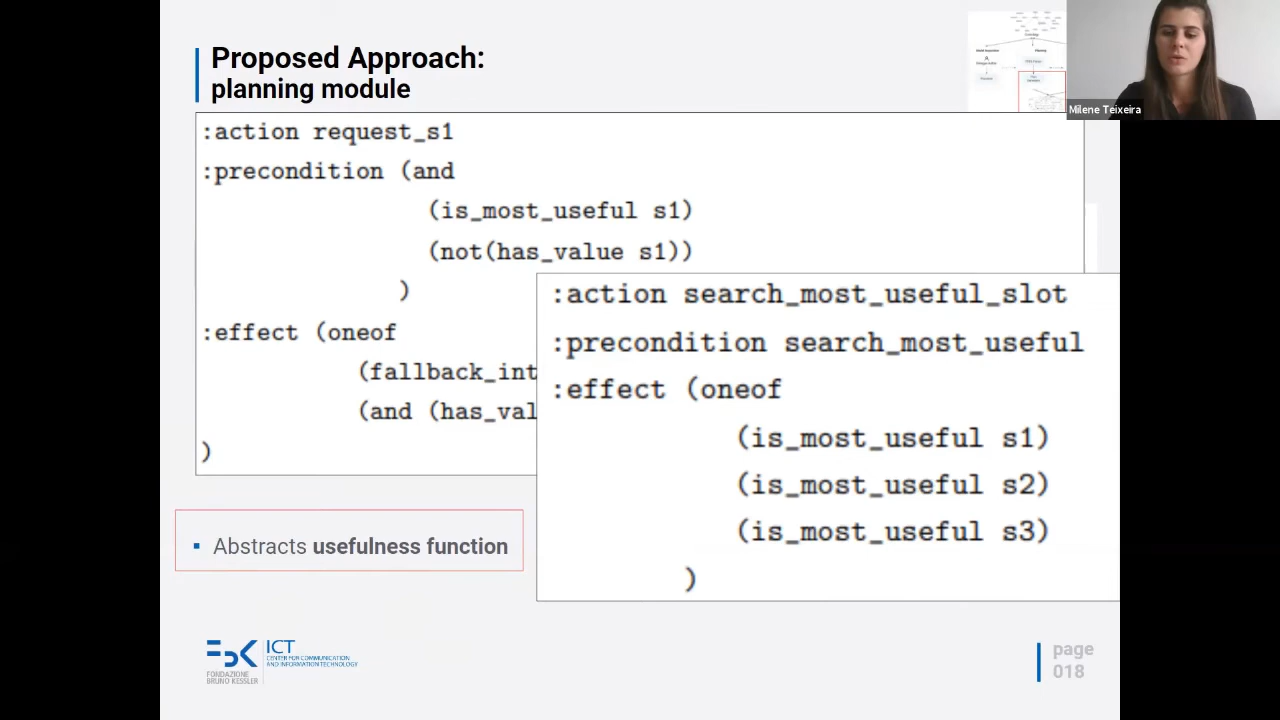 Proposed Approach:
planning module
Milene Teixeira
:action request_s1
:precondition (and
(is_most_useful s1)
(not(has_value s1))
)
:effect (oneof
(fallback_int
(and (has_val
)
:action search_most_useful_slot
:precondition search_most_useful
:effect (oneof
(is_most_useful s1)
(is_most_useful s2)
(is_most_useful s3)
)
▪ Abstracts usefulness function
FBK
FONDAZIONE
BRUNO KESSLER
ICT
CENTER FOR COMMUNICATION
AND INFORMATION TECHNOLOGY
page
018